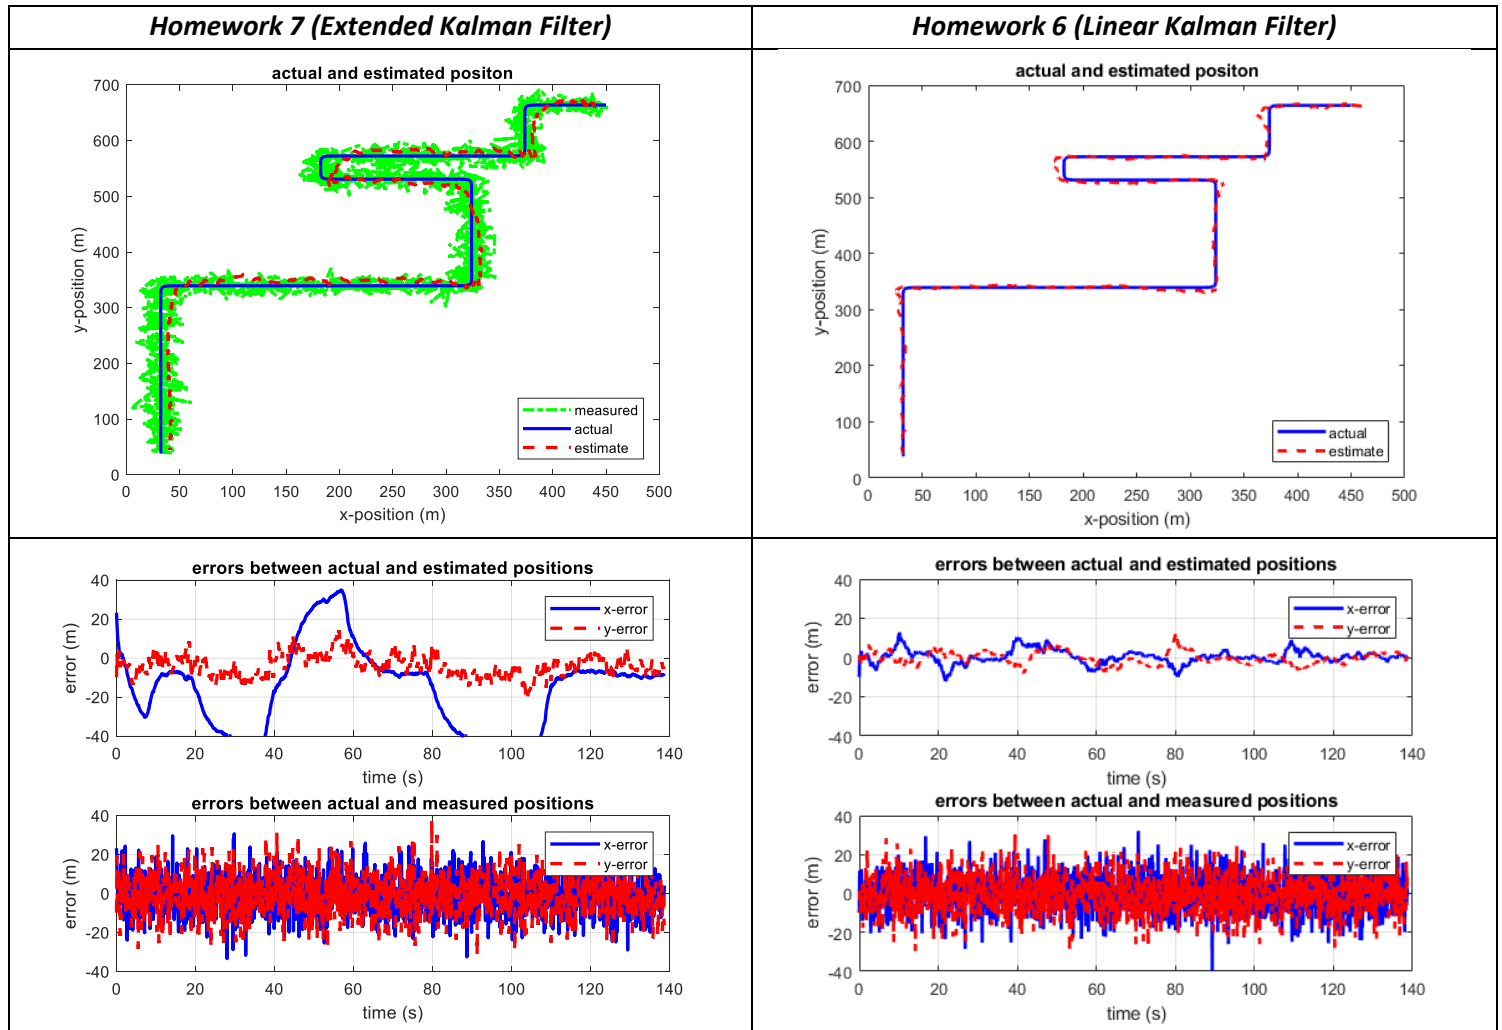 Homework 7 (Extended Kalman Filter)
Homework 6 (Linear Kalman Filter)
actual and estimated positon
700
600
500
400
300
200
100
0
y-position (m)
measured
actual
estimate
0 50 100 150 200 250 300 350 400 450 500
x-position (m)
actual and estimated positon
700
600
500
400
300
200
100
0
y-position (m)
actual
estimate
0 50 100 150 200 250 300 350 400 450 500
x-position (m)
errors between actual and estimated positions
40
20
0
-20
-40
error (m)
x-error
y-error
0 20 40 60 80 100 120 140
time (s)
errors between actual and measured positions
40
20
0
-20
-40
error (m)
x-error
y-error
0 20 40 60 80 100 120 140
time (s)
errors between actual and estimated positions
40
20
0
-20
-40
error (m)
x-error
y-error
0 20 40 60 80 100 120 140
time (s)
errors between actual and measured positions
40
20
0
-20
-40
error (m)
x-error
y-error
0 20 40 60 80 100 120 140
time (s)